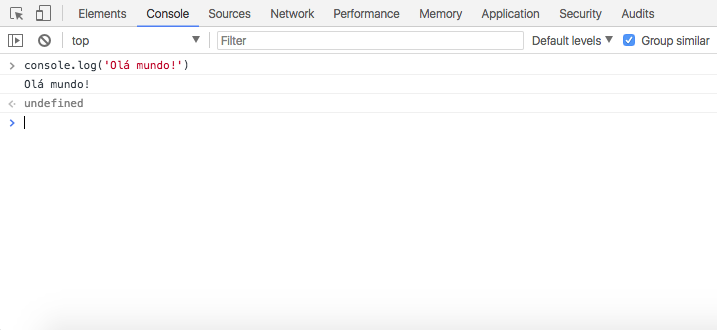 Elements Console Sources Network Performance Memory Application Security Audits
top Filter Default levels Group similar
console.log('Olá mundo!')
Olá mundo!
undefined